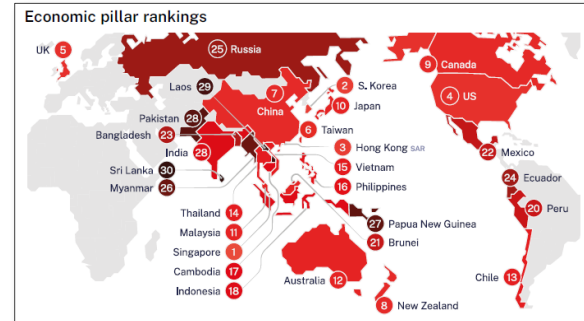 Economic pillar rankings
UK 5
25 Russia
9 Canada
Laos 29
7 China
2 S. Korea
4 US
10 Japan
Pakistan 28
6 Taiwan
Bangladesh 23
3 Hong Kong SAR
India 28
15 Vietnam
22 Mexico
Sri Lanka 30
16 Philippines
24 Ecuador
Myanmar 26
20 Peru
Thailand 14
27 Papua New Guinea
Malaysia 11
21 Brunei
Singapore 1
Cambodia 17
Australia 12
Chile 13
Indonesia 18
8 New Zealand